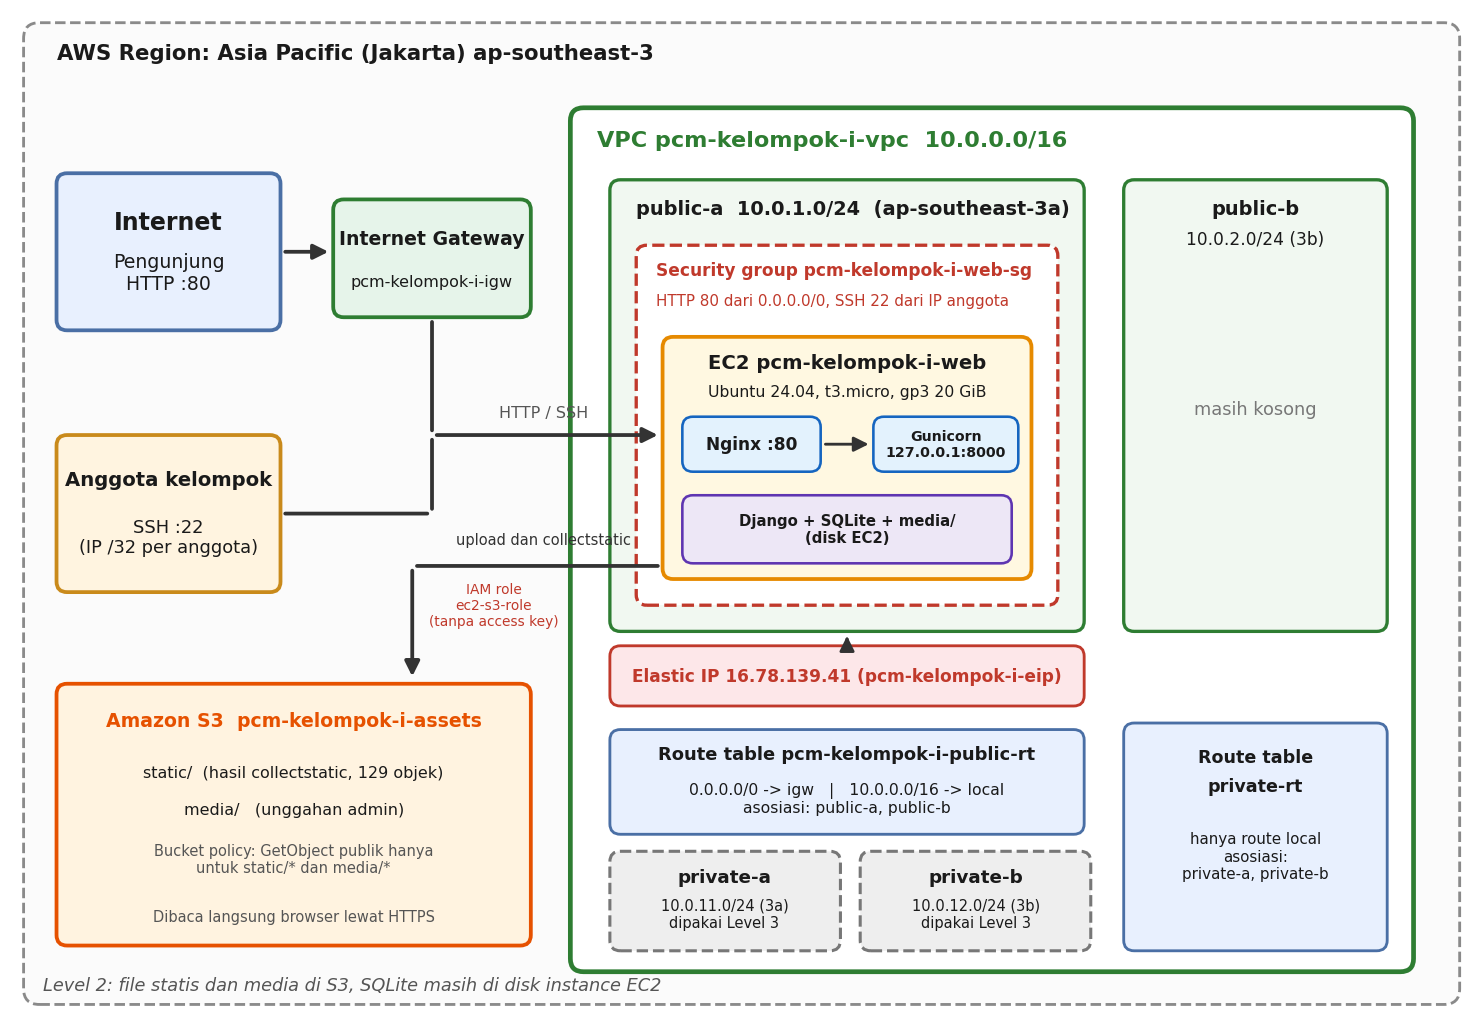 AWS Region: Asia Pacific (Jakarta) ap-southeast-3
Internet
Pengunjung
HTTP :80
Internet Gateway
pcm-kelompok-i-igw
Anggota kelompok
SSH :22
(IP /32 per anggota)
HTTP / SSH
upload dan collectstatic
IAM role
ec2-s3-role
(tanpa access key)
Amazon S3  pcm-kelompok-i-assets
static/  (hasil collectstatic, 129 objek)
media/   (unggahan admin)
Bucket policy: GetObject publik hanya
untuk static/* dan media/*
Dibaca langsung browser lewat HTTPS
VPC pcm-kelompok-i-vpc  10.0.0.0/16
public-a  10.0.1.0/24  (ap-southeast-3a)
Security group pcm-kelompok-i-web-sg
HTTP 80 dari 0.0.0.0/0, SSH 22 dari IP anggota
EC2 pcm-kelompok-i-web
Ubuntu 24.04, t3.micro, gp3 20 GiB
Nginx :80
Gunicorn
127.0.0.1:8000
Django + SQLite + media/
(disk EC2)
public-b
10.0.2.0/24 (3b)
masih kosong
Elastic IP 16.78.139.41 (pcm-kelompok-i-eip)
Route table pcm-kelompok-i-public-rt
0.0.0.0/0 -> igw   |   10.0.0.0/16 -> local
asosiasi: public-a, public-b
Route table
private-rt
hanya route local
asosiasi:
private-a, private-b
private-a
10.0.11.0/24 (3a)
dipakai Level 3
private-b
10.0.12.0/24 (3b)
dipakai Level 3
Level 2: file statis dan media di S3, SQLite masih di disk instance EC2